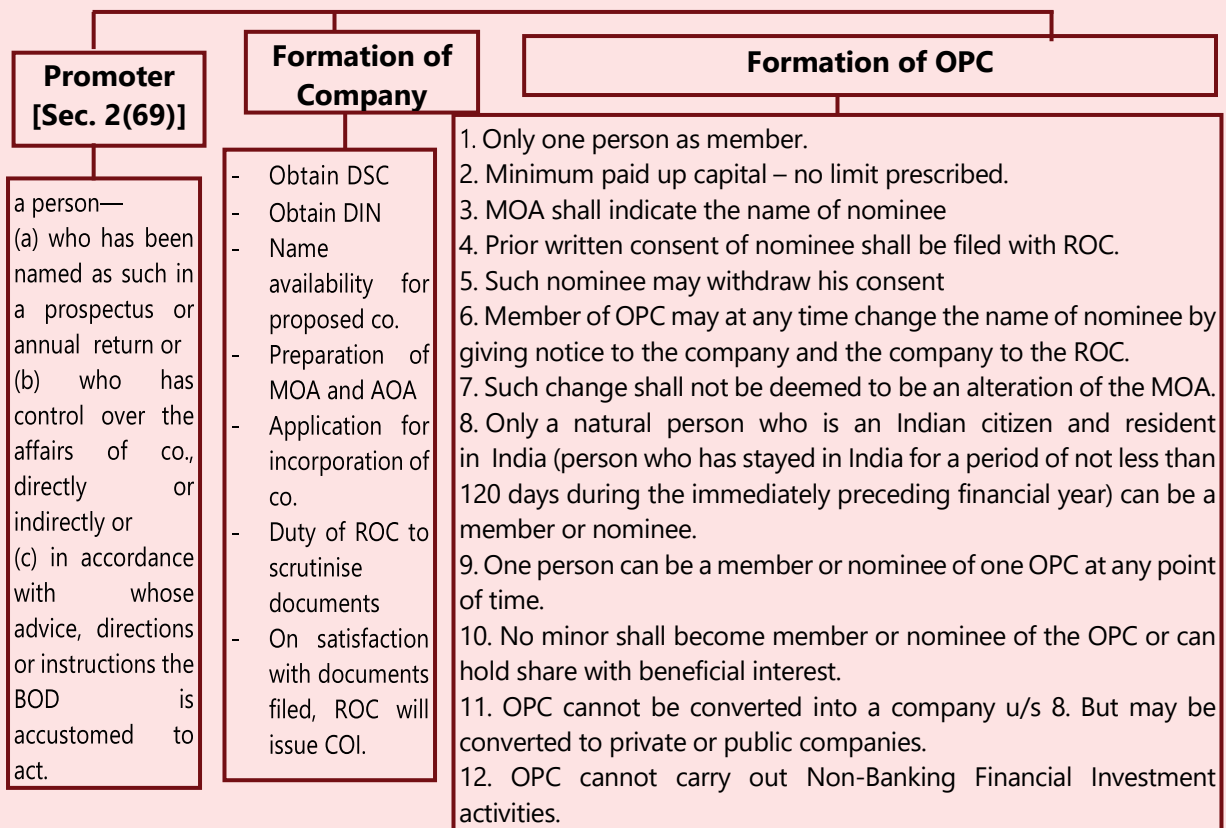 Promoter
[Sec. 2(69)]
a person—
(a) who has been
named as such in
a prospectus or
annual return or
(b) who has
control over the
affairs of co.,
directly or
indirectly or
(c) in accordance
with whose
advice, directions
or instructions the
BOD is
accustomed to
act.
Formation of
Company
- Obtain DSC
- Obtain DIN
- Name
availability for
proposed co.
- Preparation of
MOA and AOA
- Application for
incorporation of
co.
- Duty of ROC to
scrutinise
documents
- On satisfaction
with documents
filed, ROC will
issue COI.
Formation of OPC
1. Only one person as member.
2. Minimum paid up capital – no limit prescribed.
3. MOA shall indicate the name of nominee
4. Prior written consent of nominee shall be filed with ROC.
5. Such nominee may withdraw his consent
6. Member of OPC may at any time change the name of nominee by
giving notice to the company and the company to the ROC.
7. Such change shall not be deemed to be an alteration of the MOA.
8. Only a natural person who is an Indian citizen and resident
in India (person who has stayed in India for a period of not less than
120 days during the immediately preceding financial year) can be a
member or nominee.
9. One person can be a member or nominee of one OPC at any point
of time.
10. No minor shall become member or nominee of the OPC or can
hold share with beneficial interest.
11. OPC cannot be converted into a company u/s 8. But may be
converted to private or public companies.
12. OPC cannot carry out Non-Banking Financial Investment
activities.